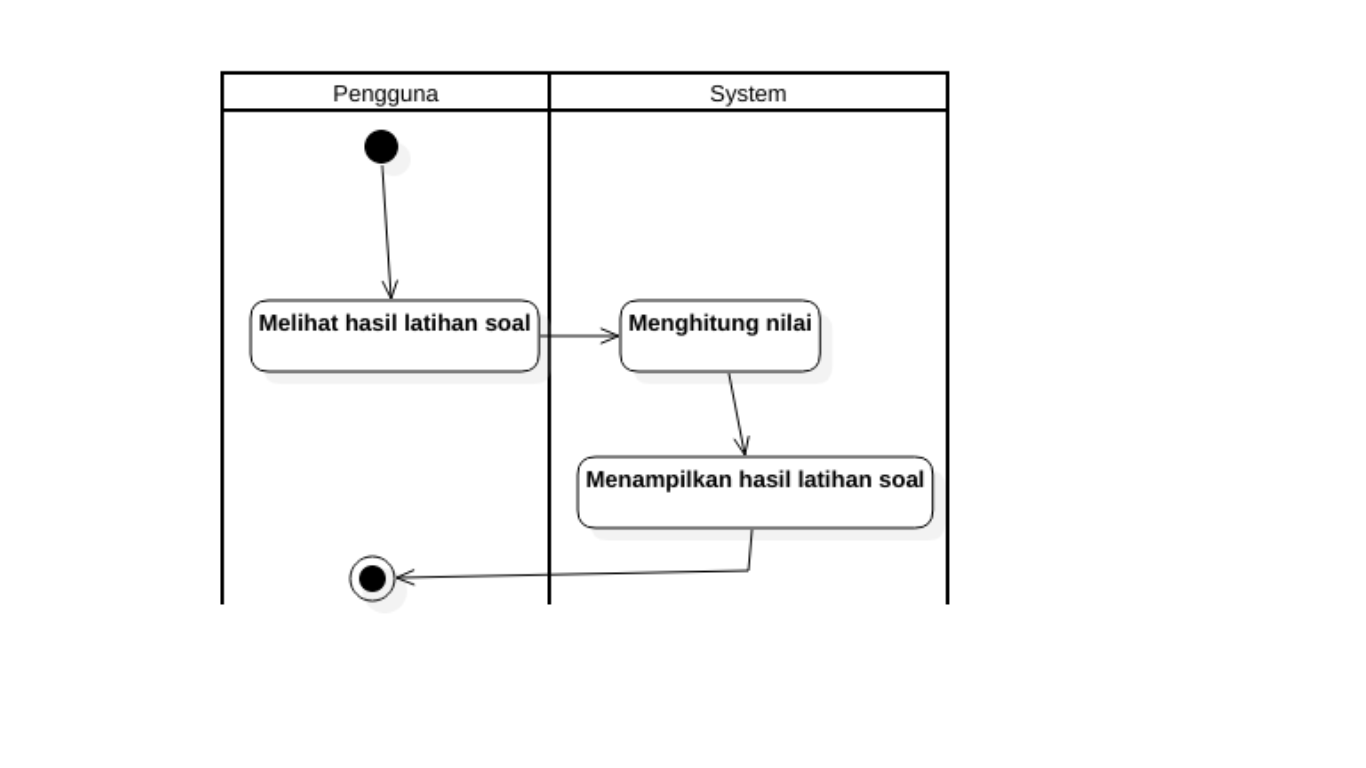 Pengguna
System
Melihat hasil latihan soal
Menghitung nilai
Menampilkan hasil latihan soal